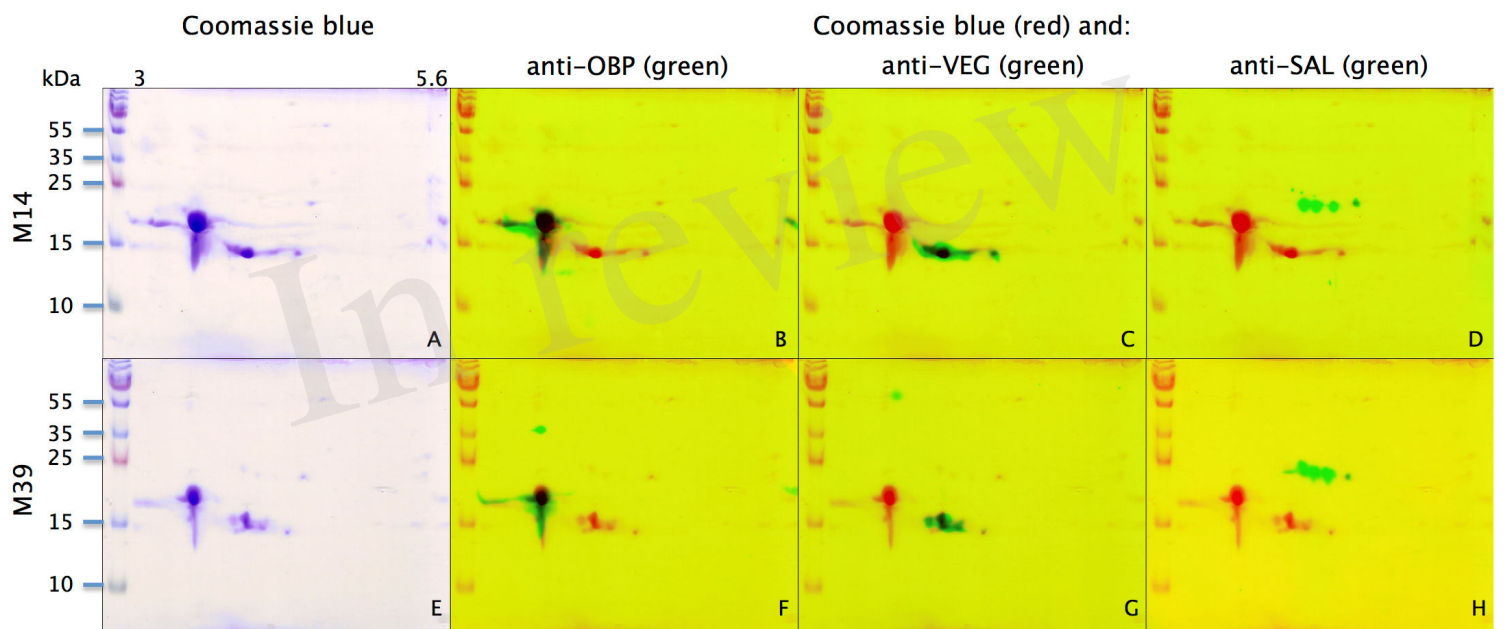 Coomassie blue
Coomassie blue (red) and:
anti-OBP (green)
anti-VEG (green)
anti-SAL (green)
kDa
3
5.6
M14
55
35
25
15
10
A
B
C
D
M39
55
35
25
15
10
E
F
G
H
In review